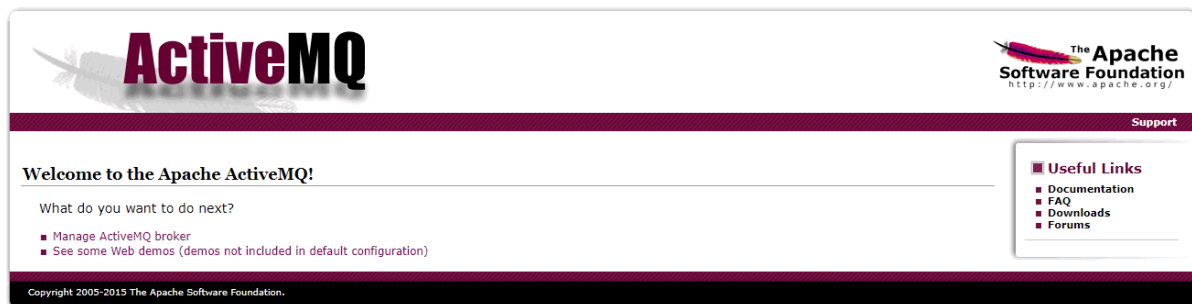 ActiveMQ
The Apache
Software Foundation
http://www.apache.org/
Support
Welcome to the Apache ActiveMQ!
What do you want to do next?
Manage ActiveMQ broker
See some Web demos (demos not included in default configuration)
Useful Links
Documentation
FAQ
Downloads
Forums
Copyright 2005-2015 The Apache Software Foundation.